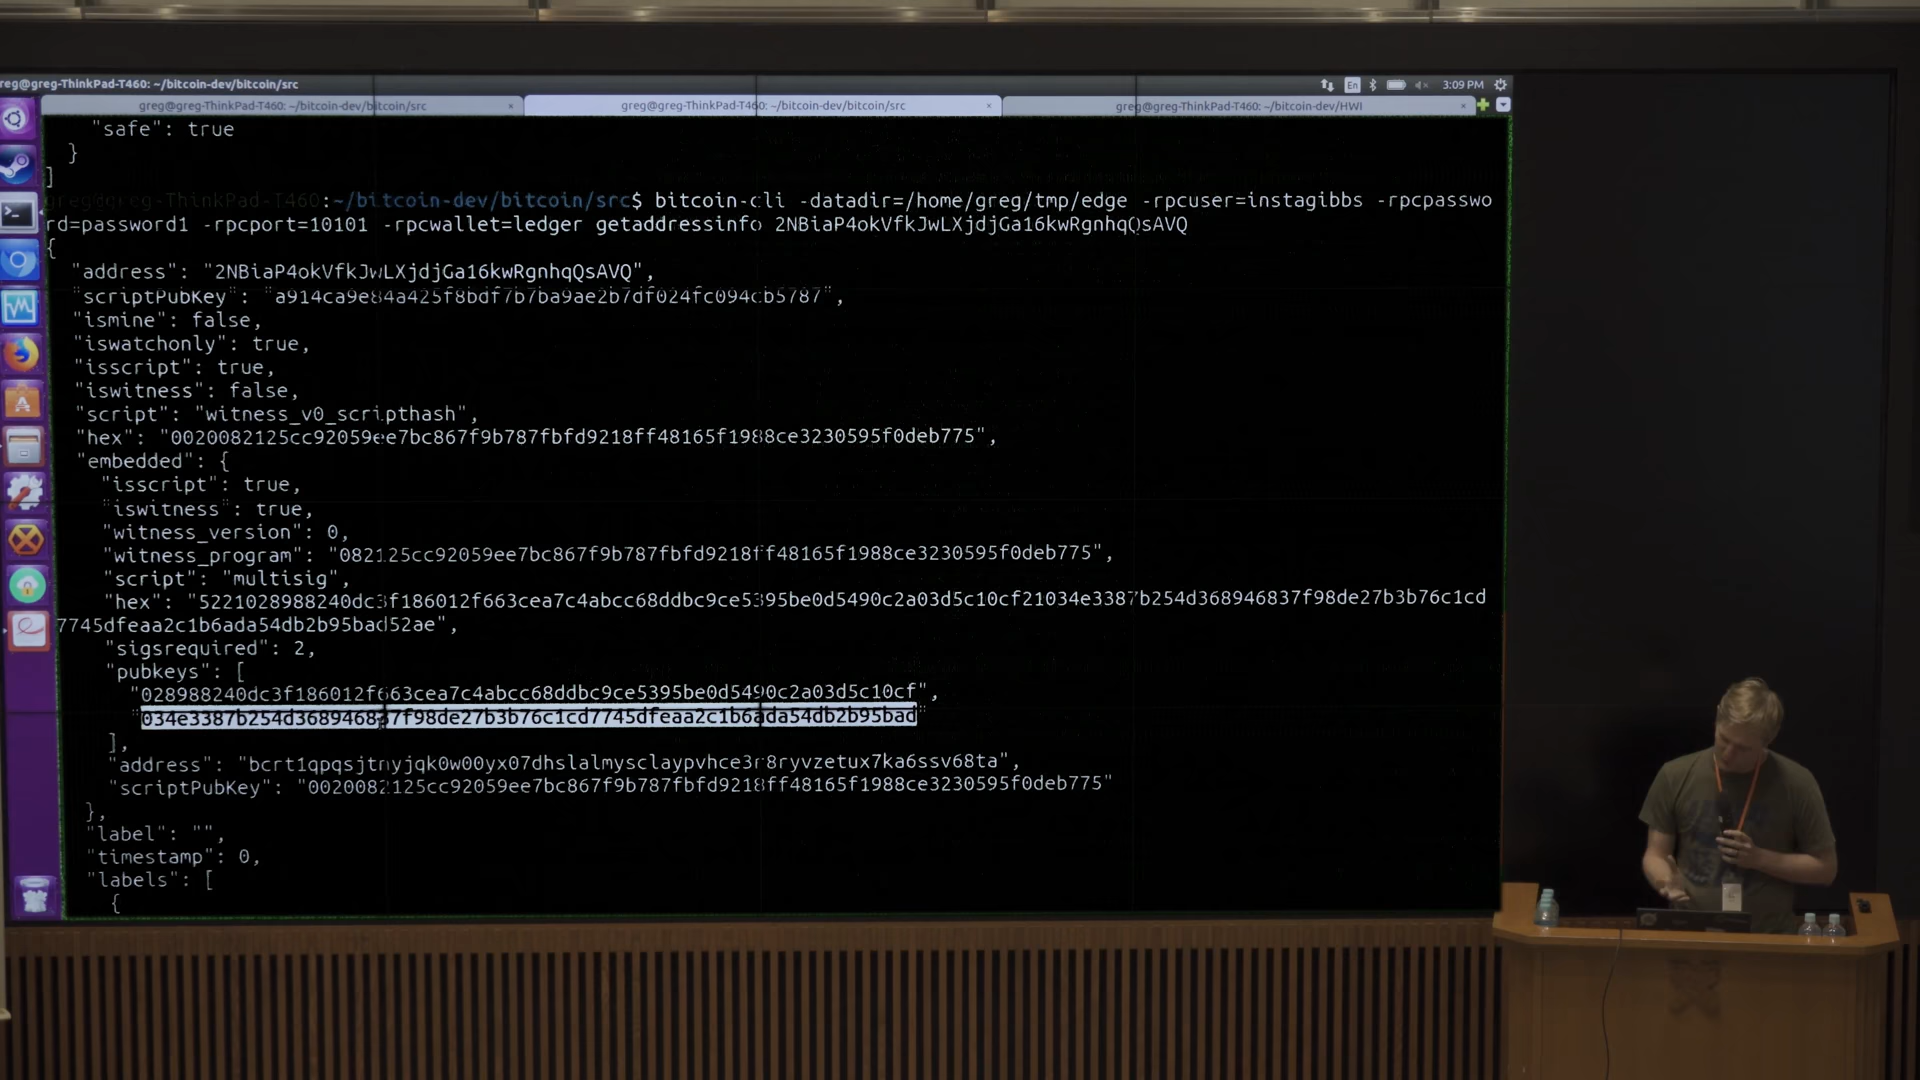 reg@greg-ThinkPad-T460: ~/bitcoin-dev/bitcoin/src
En
3:09 PM
greg@greg-ThinkPad-T460: ~/bitcoin-dev/bitcoin/src ×
greg@greg-ThinkPad-T460: ~/bitcoin-dev/bitcoin/src ×
greg@greg-ThinkPad-T460: ~/bitcoin-dev/HWI ×
"safe": true
}
]
greg@greg-ThinkPad-T460:~/bitcoin-dev/bitcoin/src$ bitcoin-cli -datadir=/home/greg/tmp/edge -rpcuser=instagibbs -rpcpasswo
rd=password1 -rpcport=10101 -rpcwallet=ledger getaddressinfo 2NBiaP4okVfkJwLXjdjGa16kwRgnhqQsAVQ
{
"address": "2NBiaP4okVfkJwLXjdjGa16kwRgnhqQsAVQ",
"scriptPubKey": "a914ca9e84a425f8bdf7b7ba9ae2b7df024fc094cb5787",
"ismine": false,
"iswatchonly": true,
"isscript": true,
"iswitness": false,
"script": "witness_v0_scripthash",
"hex": "0020082125cc92059ee7bc867f9b787fbfd9218ff48165f1988ce3230595f0deb775",
"embedded": {
"isscript": true,
"iswitness": true,
"witness_version": 0,
"witness_program": "082125cc92059ee7bc867f9b787fbfd9218ff48165f1988ce3230595f0deb775",
"script": "multisig",
"hex": "5221028988240dc3f186012f663cea7c4abcc68ddbc9ce5395be0d5490c2a03d5c10cf21034e3387b254d368946837f98de27b3b76c1cd
7745dfeaa2c1b6ada54db2b95bad52ae",
"sigsrequired": 2,
"pubkeys": [
"028988240dc3f186012f663cea7c4abcc68ddbc9ce5395be0d5490c2a03d5c10cf",
"034e3387b254d368946837f98de27b3b76c1cd7745dfeaa2c1b6ada54db2b95bad"
],
"address": "bcrt1qpqsjtnyjqk0w00yx07dhslalmysclaypvhce3r8ryvzetux7ka6ssv68ta",
"scriptPubKey": "0020082125cc92059ee7bc867f9b787fbfd9218ff48165f1988ce3230595f0deb775"
},
"label": "",
"timestamp": 0,
"labels": [
{